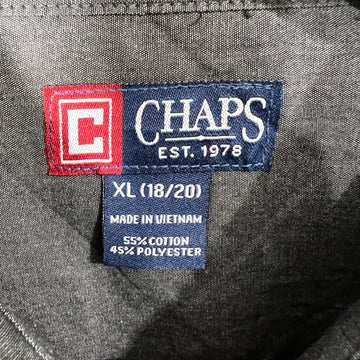 C CHAPS
EST. 1978
XL (18/20)
MADE IN VIETNAM
55% COTTON
45% POLYESTER